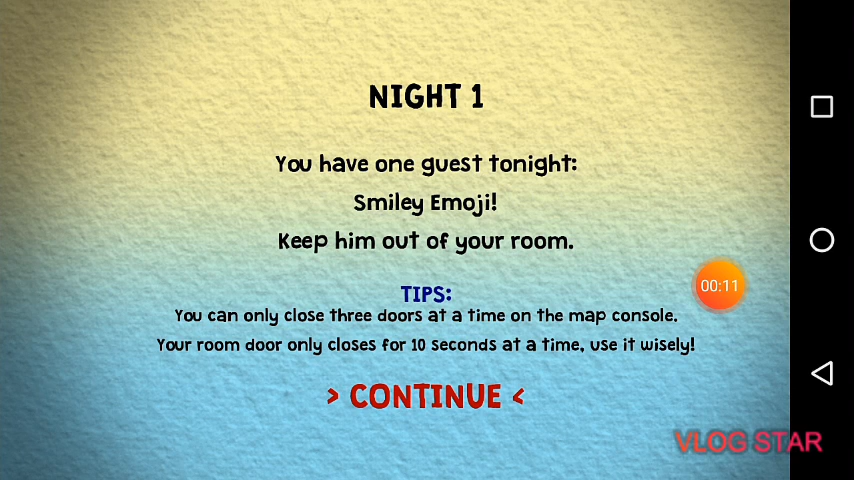 NIGHT 1
You have one guest tonight:
Smiley Emoji!
Keep him out of your room.
00:11
TIPS:
You can only close three doors at a time on the map console.
Your room door only closes for 10 seconds at a time, use it wisely!
> CONTINUE <
VLOG STAR